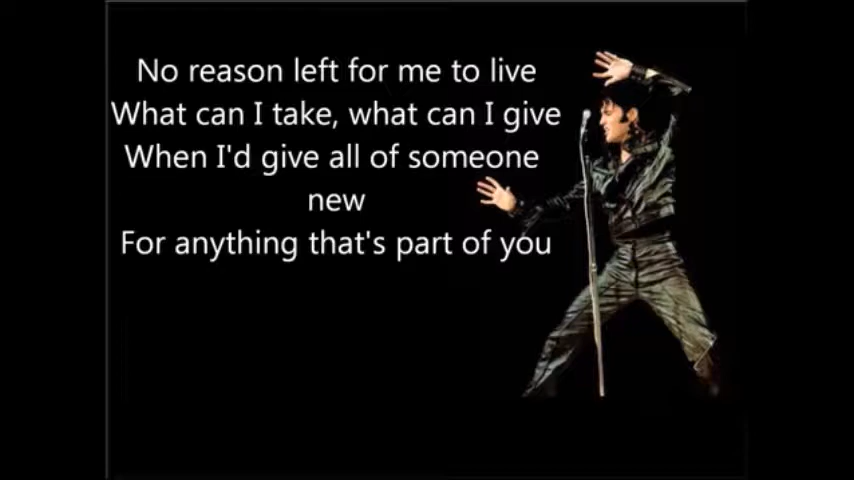 No reason left for me to live
What can I take, what can I give
When I'd give all of someone
new
For anything that's part of you